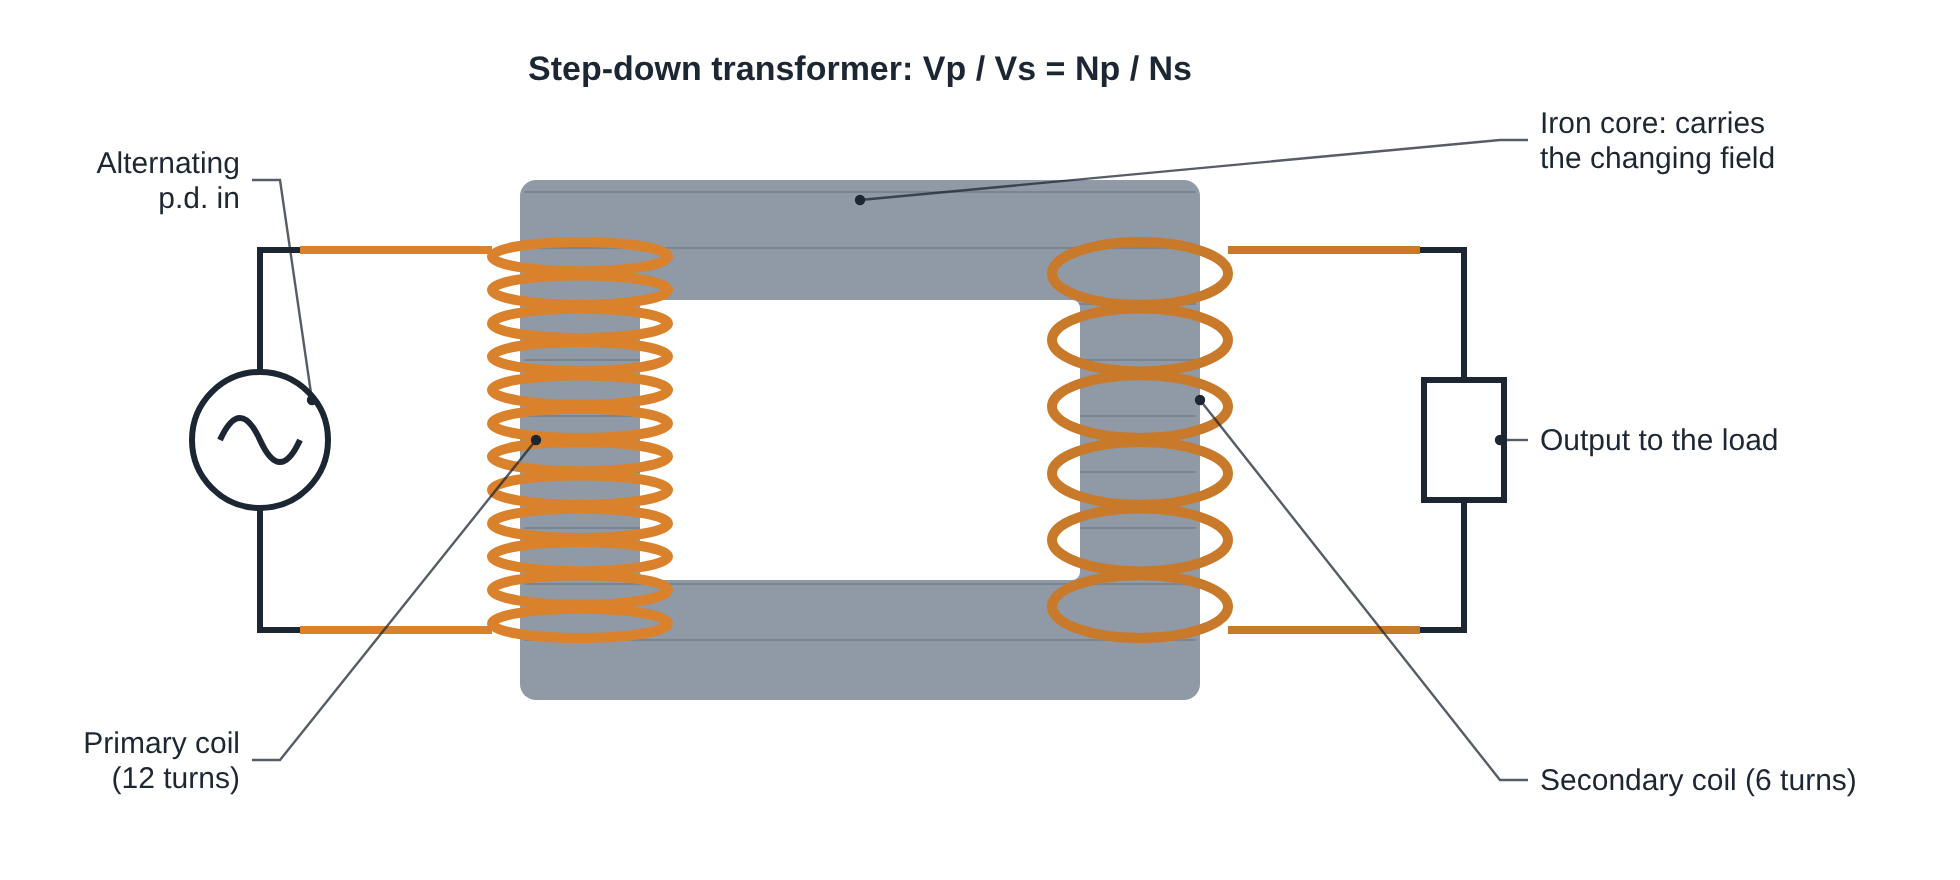 Step-down transformer: Vp / Vs = Np / Ns
Iron core: carries
the changing field
Alternating
p.d. in
Output to the load
Primary coil
(12 turns)
Secondary coil (6 turns)